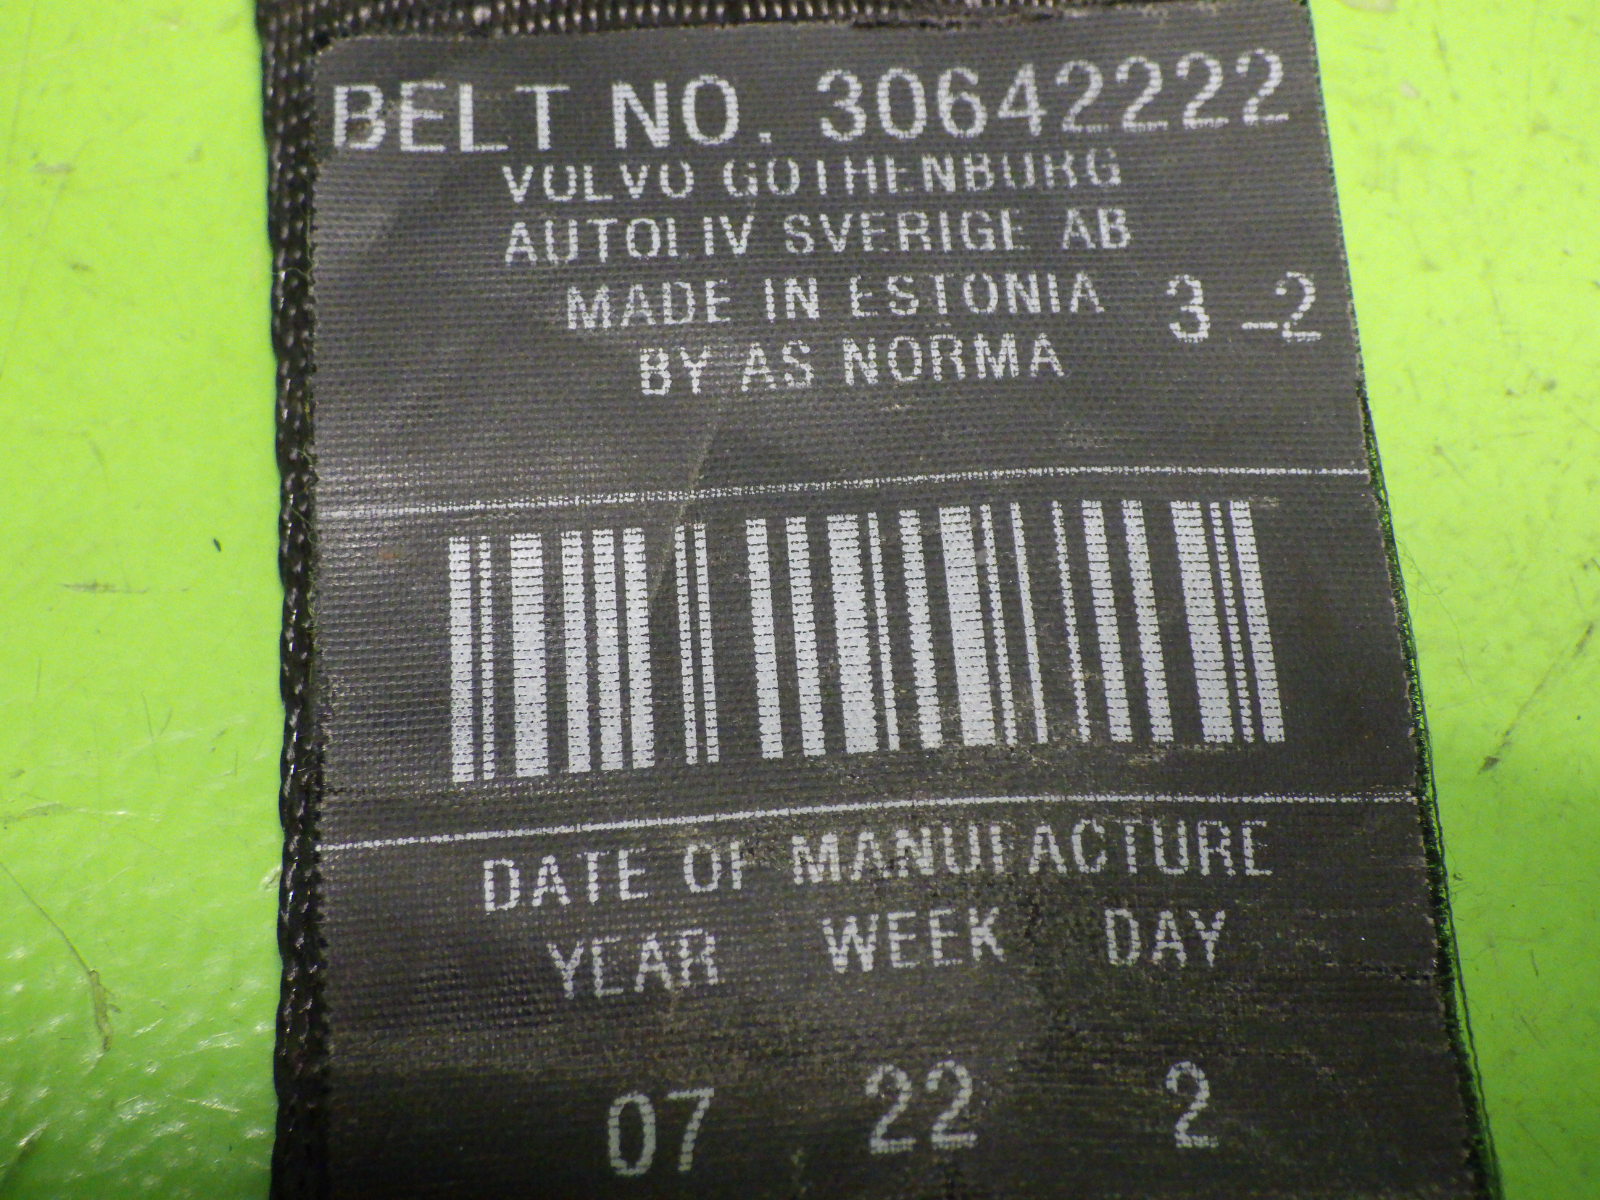 BELT NO. 30642222
VOLVO GOTHENBURG
AUTOLIV SVERIGE AB
MADE IN ESTONIA 3-2
BY AS NORMA
DATE OF MANUFACTURE
YEAR WEEK DAY
07 22 2